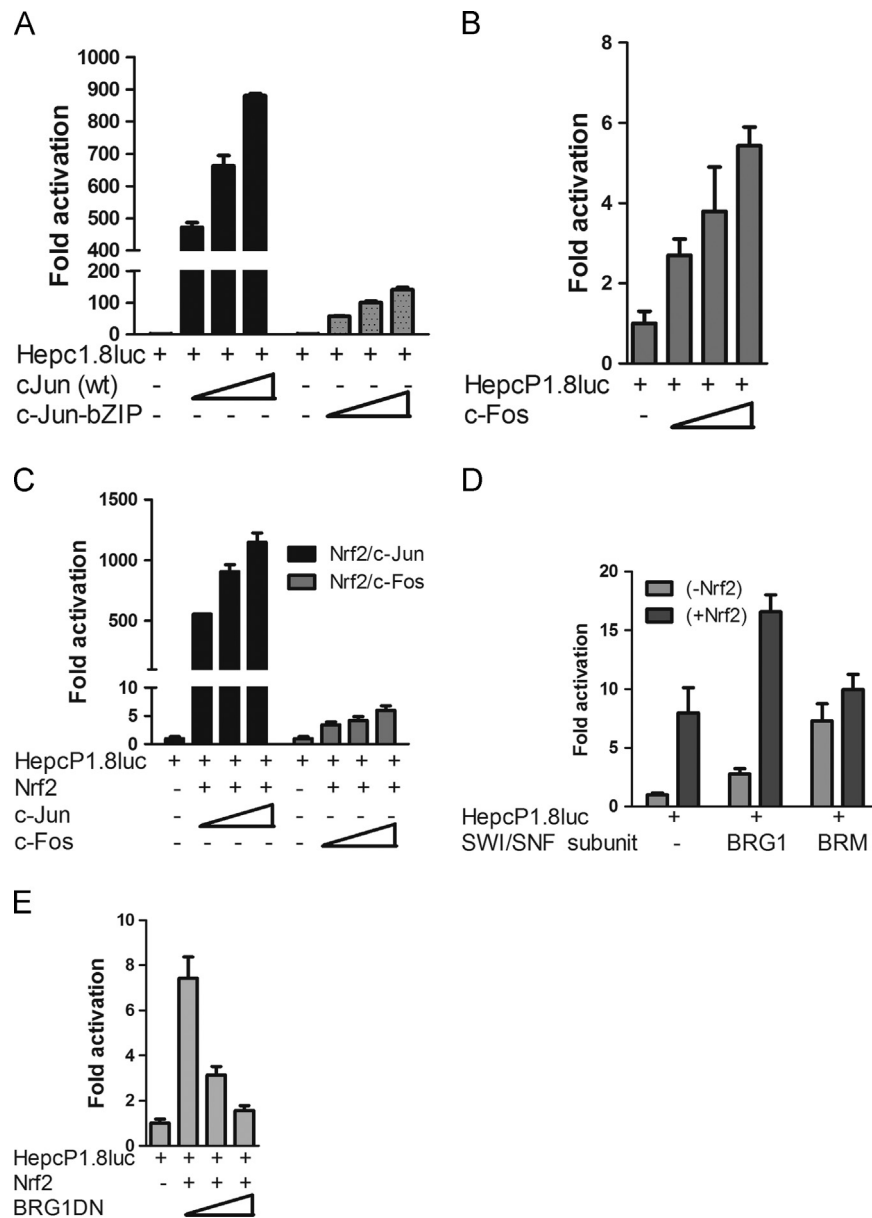 A
Fold activation
1000
900
800
700
600
500
400
200
100
0
Hepc1.8luc + + + + + + + +
cJun (wt) - - - - -
c-Jun-bZIP - - - - -
B
Fold activation
8
6
4
2
0
HepcP1.8luc + + + +
c-Fos -
C
Fold activation
1500
1000
500
10
5
0
Nrf2/c-Jun
Nrf2/c-Fos
HepcP1.8luc + + + + + + + +
Nrf2 - + + + - + + +
c-Jun - - - - -
c-Fos - - - - -
D
Fold activation
20
15
10
5
0
(-Nrf2)
(+Nrf2)
HepcP1.8luc + + +
SWI/SNF subunit - BRG1 BRM
E
Fold activation
10
8
6
4
2
0
HepcP1.8luc + + + +
Nrf2 - + + +
BRG1DN